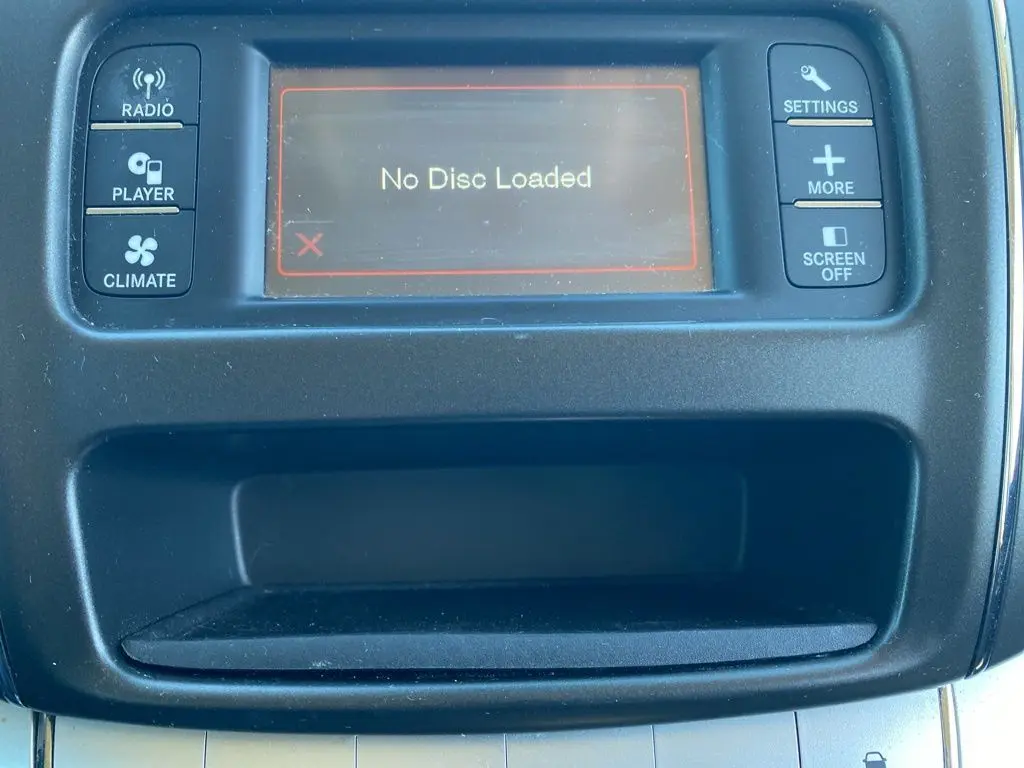 RADIO
PLAYER
CLIMATE
No Disc Loaded
SETTINGS
MORE
SCREEN
OFF